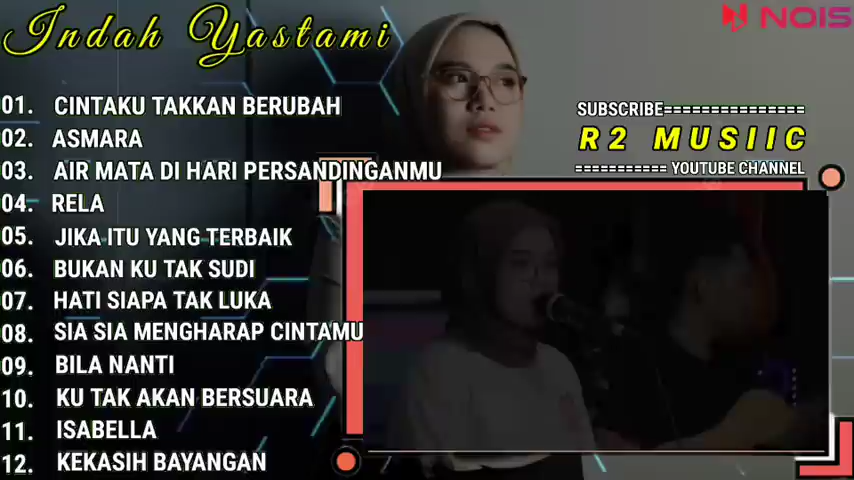 Indah Yastami
NOIS
01. CINTAKU TAKKAN BERUBAH
02. ASMARA
03. AIR MATA DI HARI PERSANDINGANMU
04. RELA
05. JIKA ITU YANG TERBAIK
06. BUKAN KU TAK SUDI
07. HATI SIAPA TAK LUKA
08. SIA SIA MENGHARAP CINTAMU
09. BILA NANTI
10. KU TAK AKAN BERSUARA
11. ISABELLA
12. KEKASIH BAYANGAN
SUBSCRIBE===============
R2 MUSIIC
=========== YOUTUBE CHANNEL